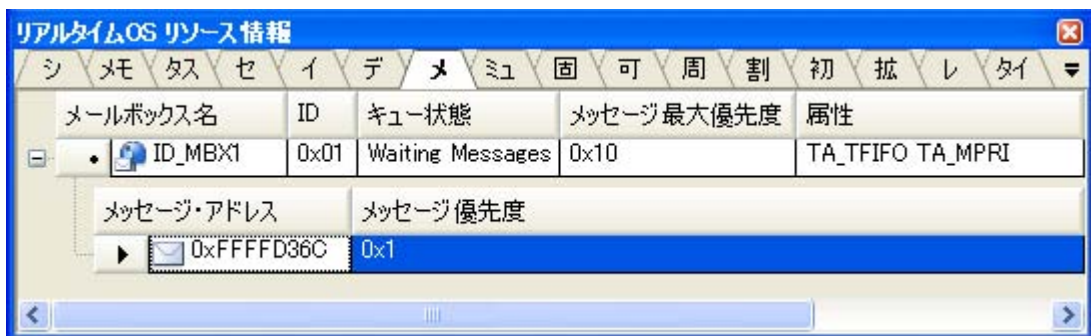 リアルタイムOS リソース情報
シ メモ タス セ イ デ メ ミュ 固 可 周 割 初 拡 レ タイ
メールボックス名 ID キュー状態 メッセージ最大優先度 属性
ID_MBX1 0x01 Waiting Messages 0x10 TA_TFIFO TA_MPRI
メッセージ・アドレス メッセージ優先度
0xFFFFD36C 0x1